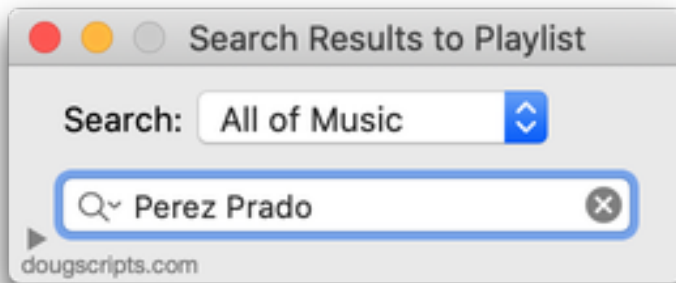 Search Results to Playlist
Search: All of Music
Perez Prado
dougscripts.com